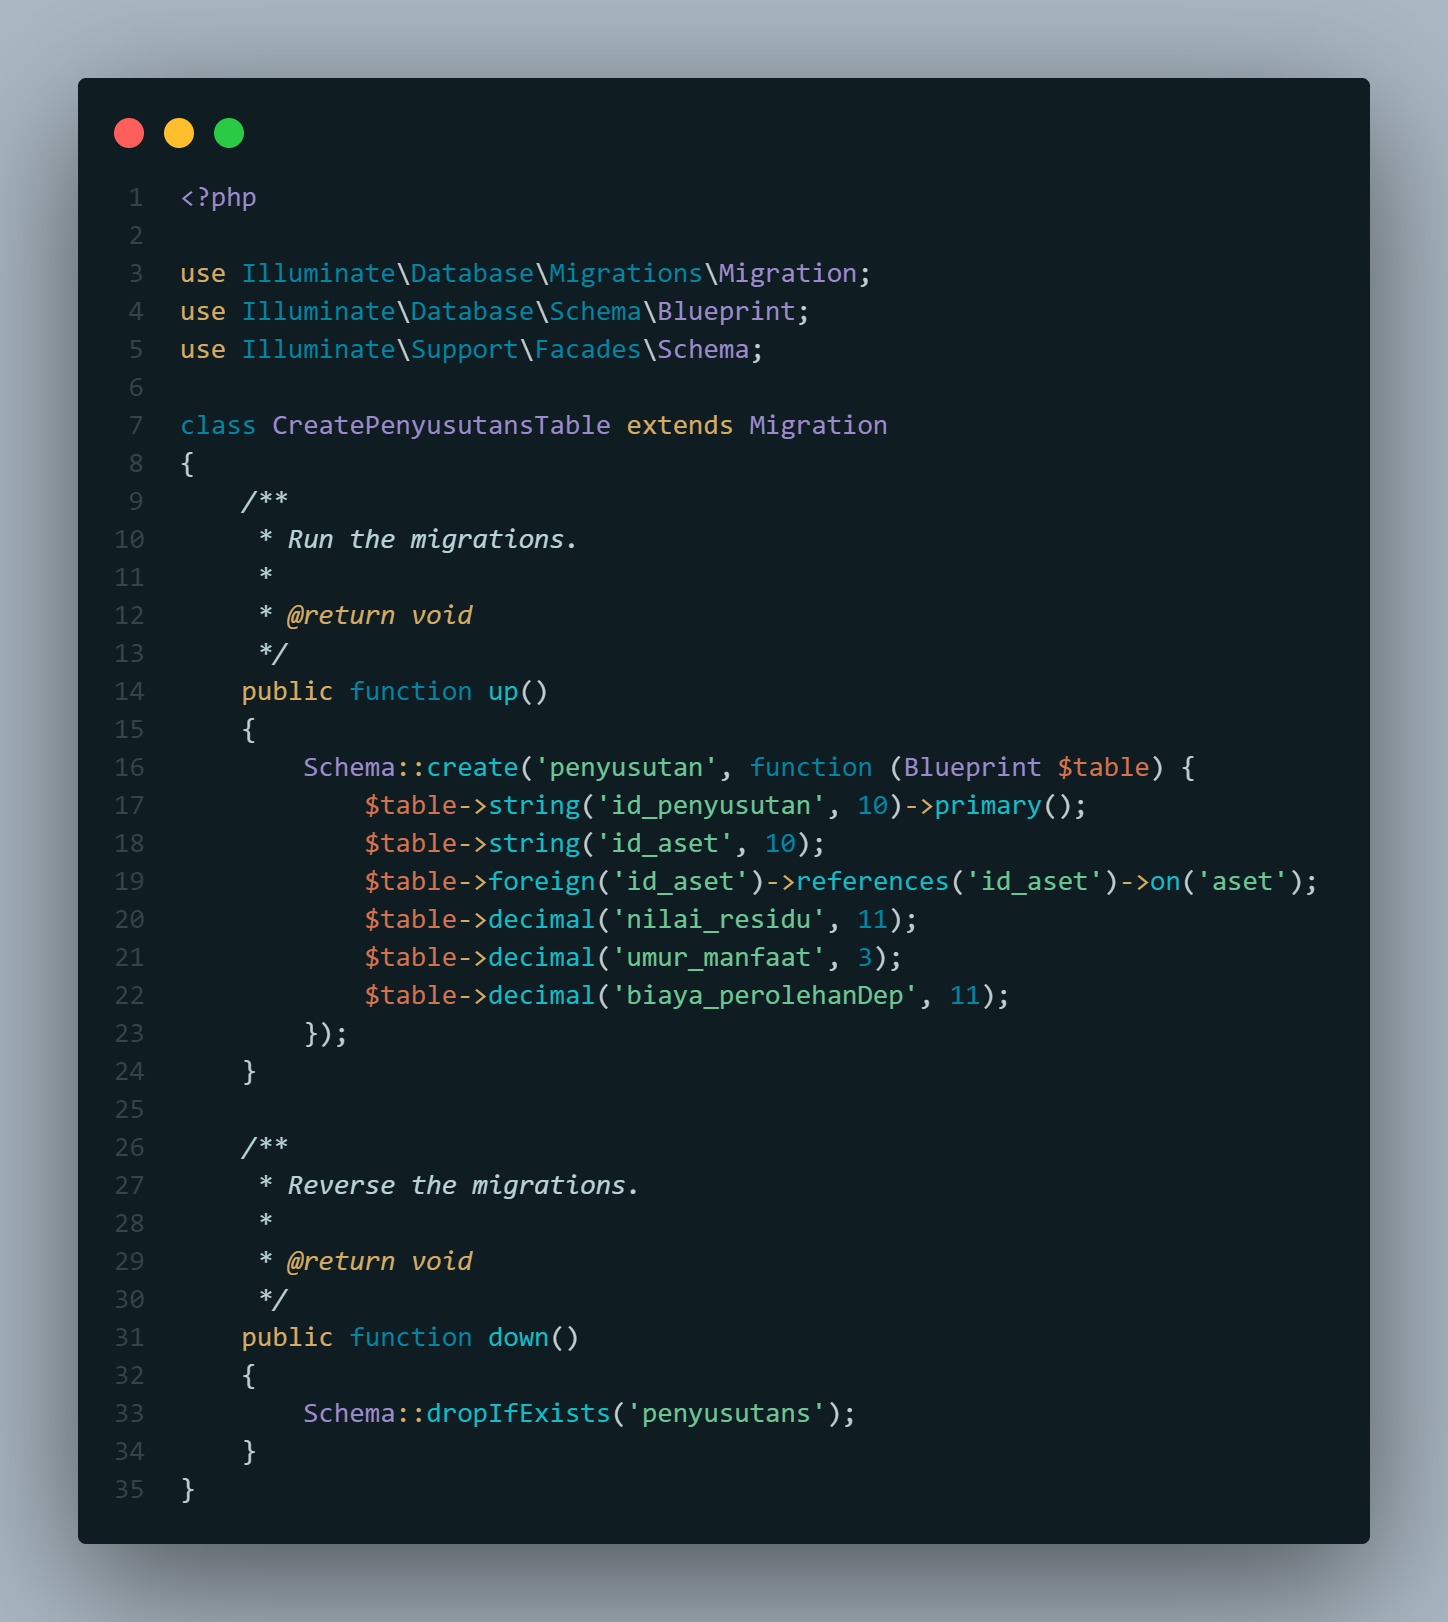 1 <?php
2
3 use Illuminate\Database\Migrations\Migration;
4 use Illuminate\Database\Schema\Blueprint;
5 use Illuminate\Support\Facades\Schema;
6
7 class CreatePenyusutansTable extends Migration
8 {
9     /**
10      * Run the migrations.
11      *
12      * @return void
13      */
14     public function up()
15     {
16         Schema::create('penyusutan', function (Blueprint $table) {
17             $table->string('id_penyusutan', 10)->primary();
18             $table->string('id_aset', 10);
19             $table->foreign('id_aset')->references('id_aset')->on('aset');
20             $table->decimal('nilai_residu', 11);
21             $table->decimal('umur_manfaat', 3);
22             $table->decimal('biaya_perolehanDep', 11);
23         });
24     }
25
26     /**
27      * Reverse the migrations.
28      *
29      * @return void
30      */
31     public function down()
32     {
33         Schema::dropIfExists('penyusutans');
34     }
35 }